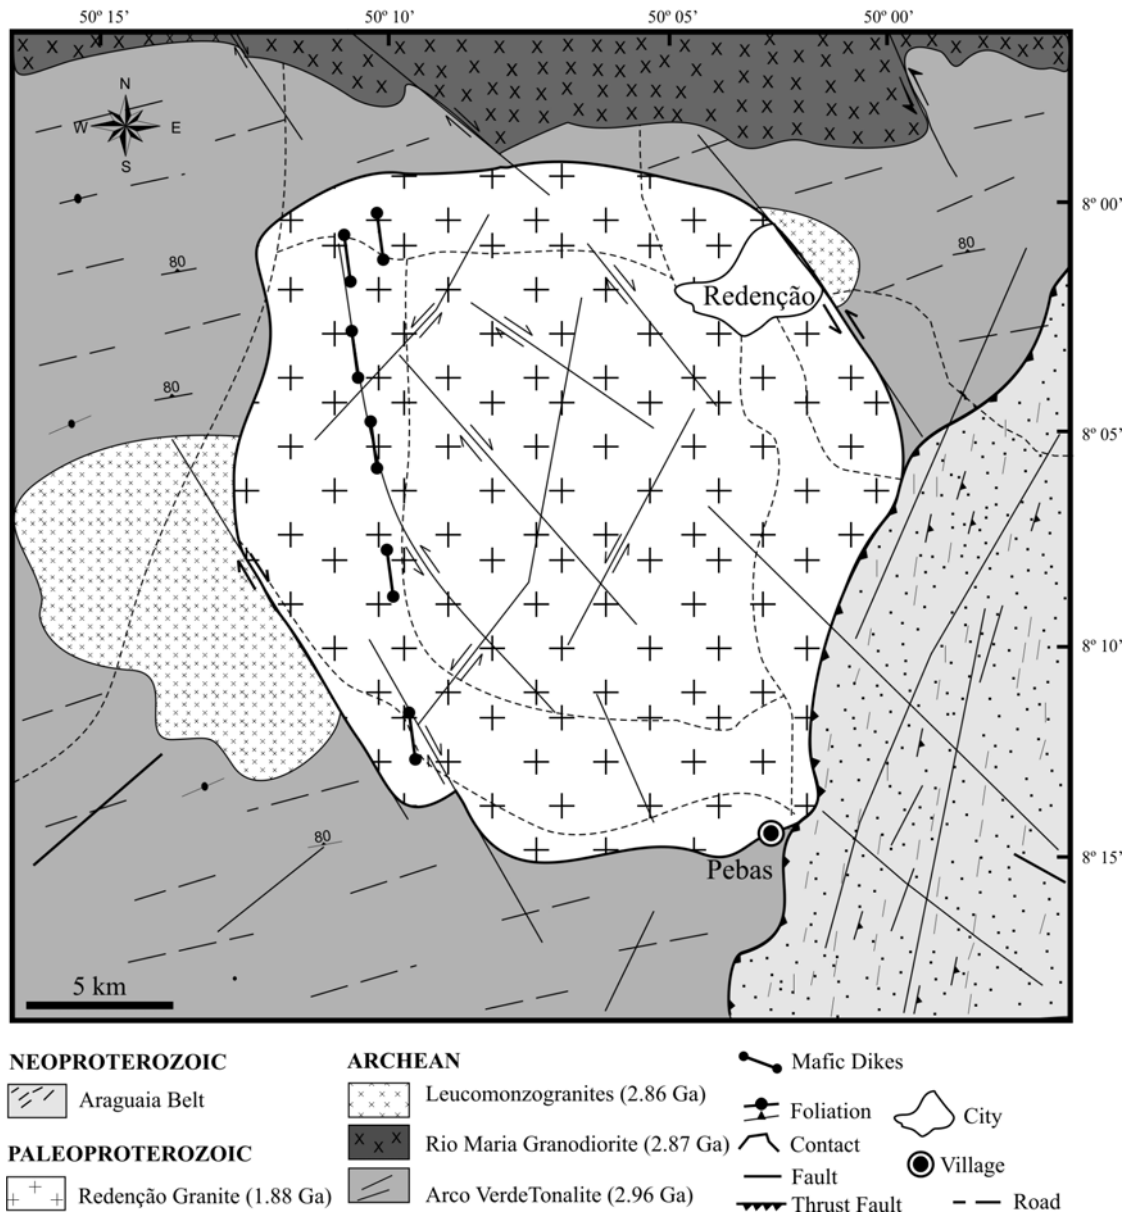 50º 15’ 50º 10’ 50º 05’ 50º 00’
N
W E
S
8º 00’
80
80
Redenção
80
8º 05’
8º 10’
80
8º 15’
Pebas
5 km
NEOPROTEROZOIC
Araguaia Belt
PALEOPROTEROZOIC
Redenção Granite (1.88 Ga)
ARCHEAN
Leucomonzogranites (2.86 Ga)
Rio Maria Granodiorite (2.87 Ga)
Arco VerdeTonalite (2.96 Ga)
Mafic Dikes
Foliation
Contact
Fault
Thrust Fault
City
Village
Road